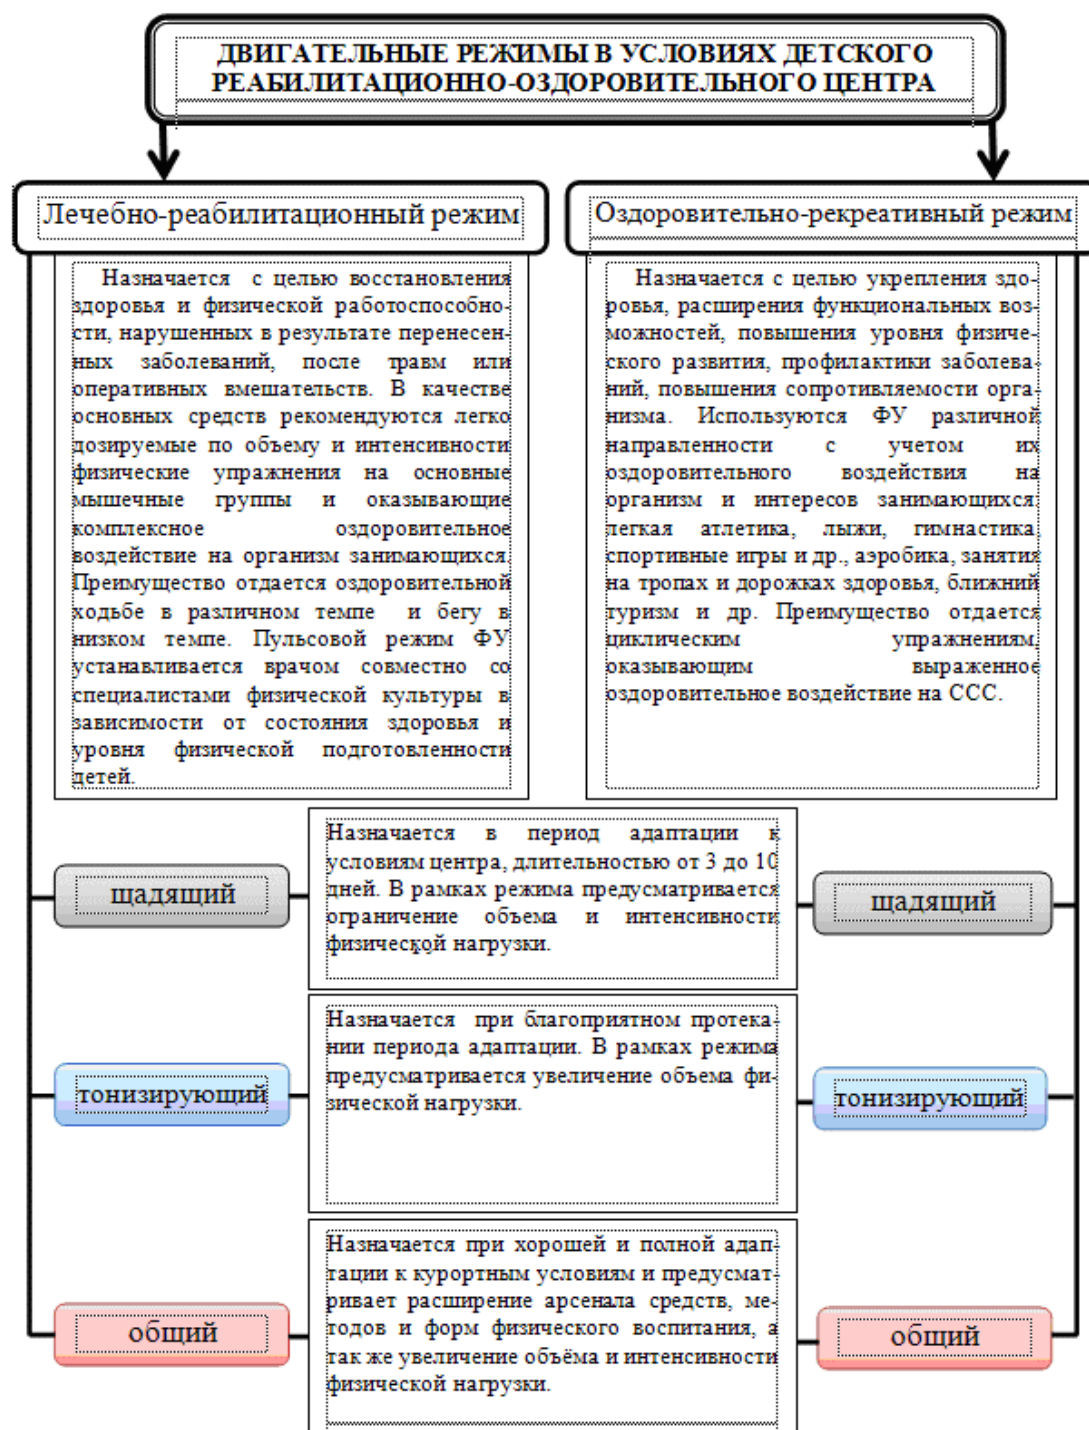 ДВИГАТЕЛЬНЫЕ РЕЖИМЫ В УСЛОВИЯХ ДЕТСКОГО
РЕАБИЛИТАЦИОННО-ОЗДОРОВИТЕЛЬНОГО ЦЕНТРА
Лечебно-реабилитационный режим
Назначается с целью восстановления
здоровья и физической работоспособно-
сти, нарушенных в результате перенесен-
ных заболеваний, после травм или
оперативных вмешательств. В качестве
основных средств рекомендуются легко
дозируемые по объему и интенсивности
физические упражнения на основные
мышечные группы и оказывающие
комплексное оздоровительное
воздействие на организм занимающихся.
Преимущество отдается оздоровительной
ходьбе в различном темпе и бегу в
низком темпе. Пульсовой режим ФУ
устанавливается врачом совместно со
специалистами физической культуры в
зависимости от состояния здоровья и
уровня физической подготовленности
детей.
Оздоровительно-рекреативный режим
Назначается с целью укрепления здо-
ровья, расширения функциональных воз-
можностей, повышения уровня физиче-
ского развития, профилактики заболева-
ний, повышения сопротивляемости орга-
низма. Используются ФУ различной
направленности с учетом их
оздоровительного воздействия на
организм и интересов занимающихся:
легкая атлетика, лыжи, гимнастика,
спортивные игры и др., аэробика, занятия
на тропах и дорожках здоровья, ближний
туризм и др. Преимущество отдается
циклическим упражнениям,
оказывающим выраженное
оздоровительное воздействие на ССС.
щадящий
Назначается в период адаптации к
условиям центра, длительностью от 3 до 10
дней. В рамках режима предусматривается
ограничение объема и интенсивности
физической нагрузки.
щадящий
тонизирующий
Назначается при благоприятном протека-
нии периода адаптации. В рамках режима
предусматривается увеличение объема фи-
зической нагрузки.
тонизирующий
общий
Назначается при хорошей и полной адап-
тации к курортным условиям и предусмат-
ривает расширение арсенала средств, ме-
тодов и форм физического воспитания, а
так же увеличение объёма и интенсивности
физической нагрузки.
общий